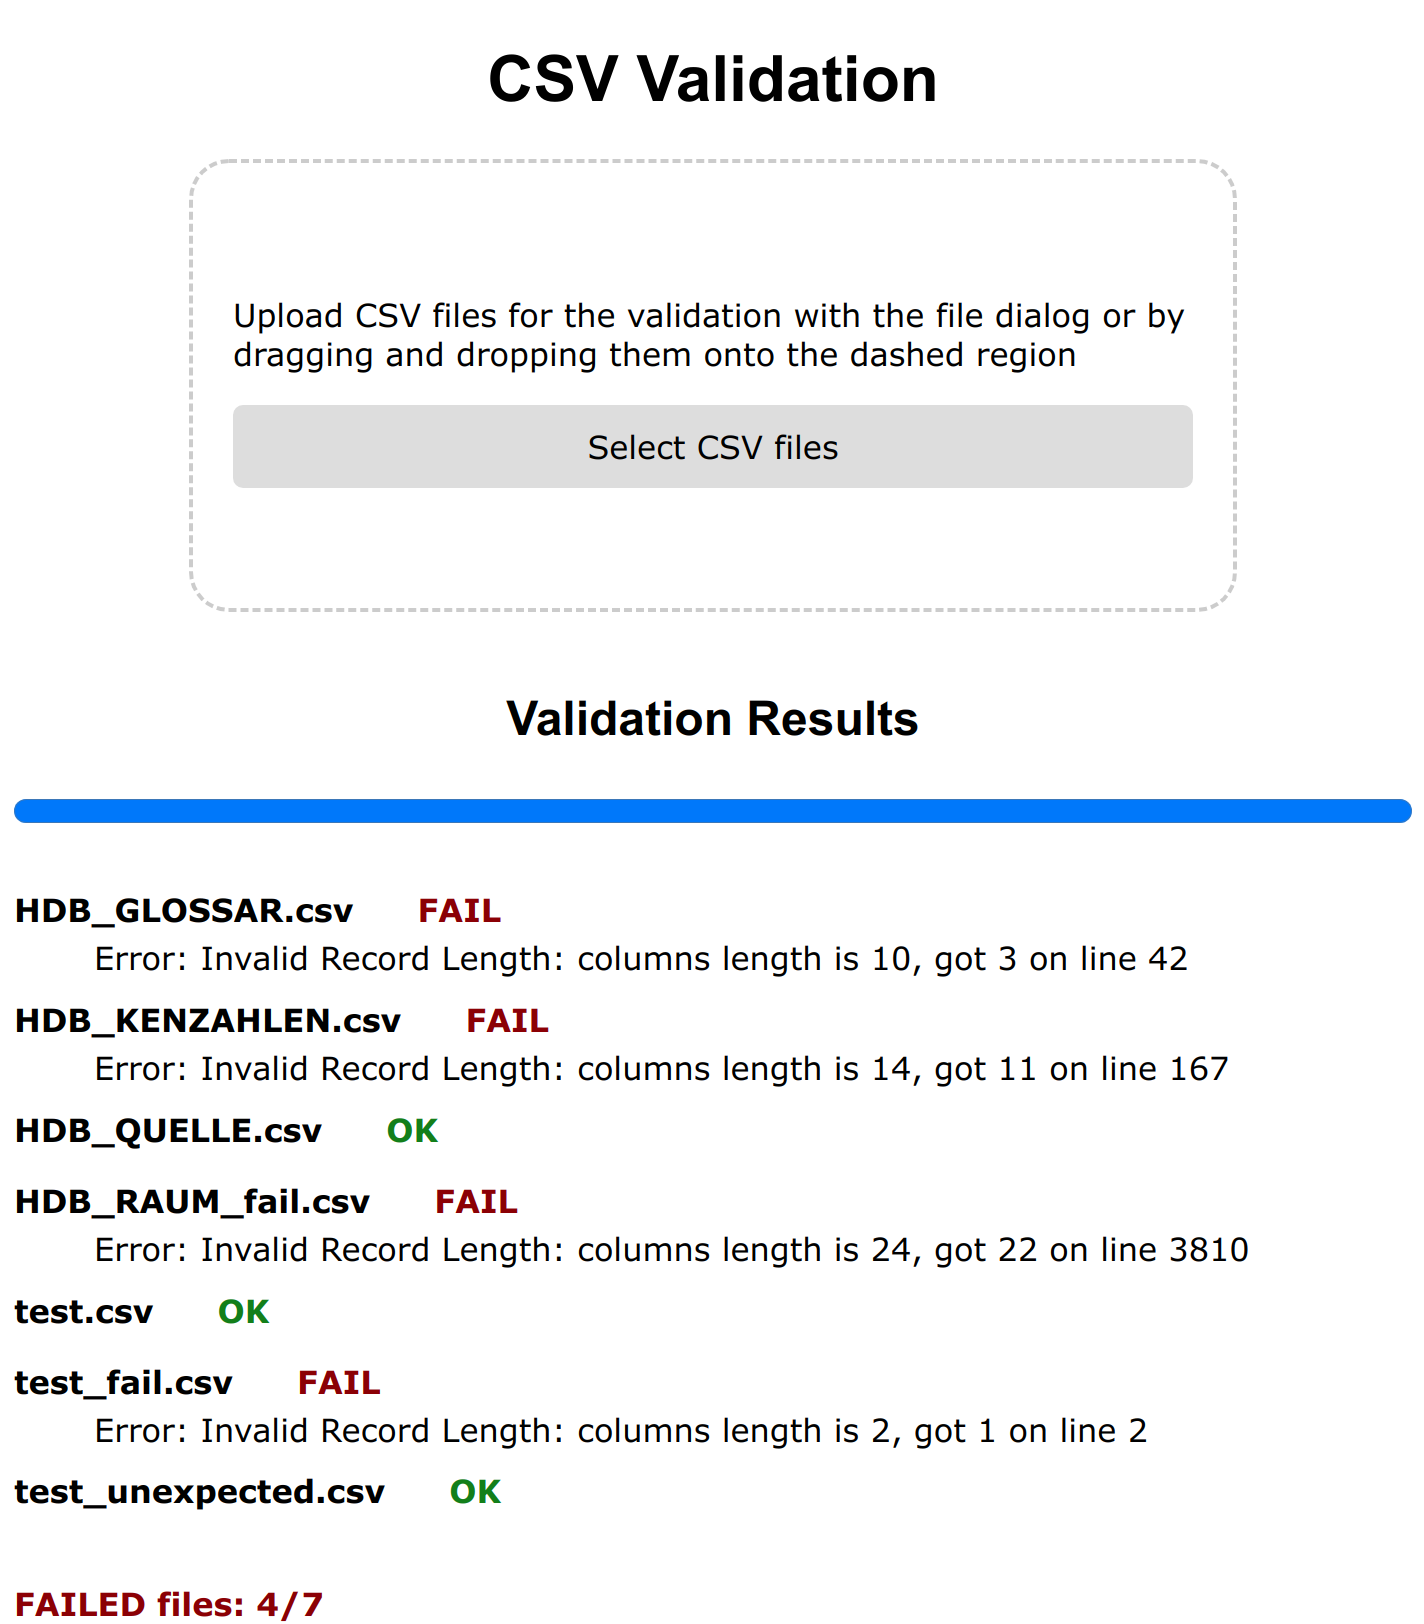 CSV Validation
Upload CSV files for the validation with the file dialog or by
dragging and dropping them onto the dashed region
Select CSV files
Validation Results
HDB_GLOSSAR.csv FAIL
Error: Invalid Record Length: columns length is 10, got 3 on line 42
HDB_KENZAHLEN.csv FAIL
Error: Invalid Record Length: columns length is 14, got 11 on line 167
HDB_QUELLE.csv OK
HDB_RAUM_fail.csv FAIL
Error: Invalid Record Length: columns length is 24, got 22 on line 3810
test.csv OK
test_fail.csv FAIL
Error: Invalid Record Length: columns length is 2, got 1 on line 2
test_unexpected.csv OK
FAILED files: 4/7